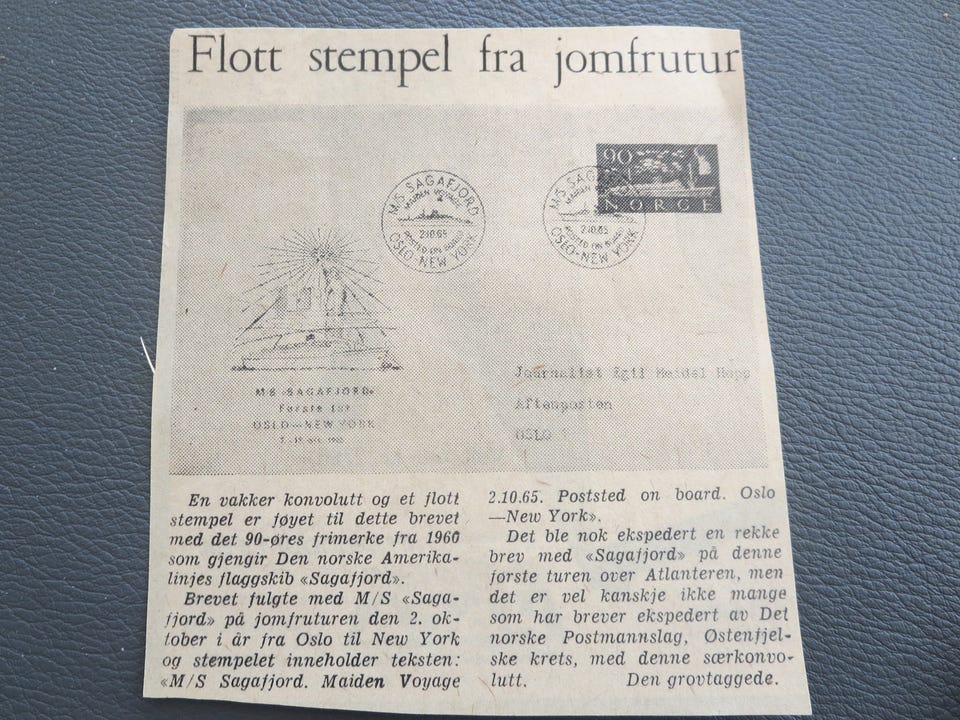 Flott stempel fra jomfrutur
M/S. SAGAFJORD
MAIDEN VOYAGE
2.10.65
POSTED ON BOARD
OSLO-NEW YORK
M/S. SAGAFJORD
MAIDEN
2.10.65
POSTED ON BOARD
OSLO-NEW YORK
90
NORGE
M/S «SAGAFJORD»
Første tur
OSLO—NEW YORK
Journalist Egil Meidel Hopp
Aftenposten
OSLO
En vakker konvolutt og et flott
stempel er føyet til dette brevet
med det 90-øres frimerke fra 1960
som gjengir Den norske Amerika-
linjes flaggskib «Sagafjord».
Brevet fulgte med M/S «Saga-
fjord» på jomfruturen den 2. ok-
tober i år fra Oslo til New York
og stempelet inneholder teksten:
«M/S Sagafjord. Maiden Voyage
2.10.65. Poststed on board. Oslo
—New York».
Det ble nok ekspedert en rekke
brev med «Sagafjord» på denne
første turen over Atlanteren, men
det er vel kanskje ikke mange
som har brever ekspedert av Det
norske Postmannslag, Østenfjel-
ske krets, med denne særkonvo-
lutt. Den grovtaggede.